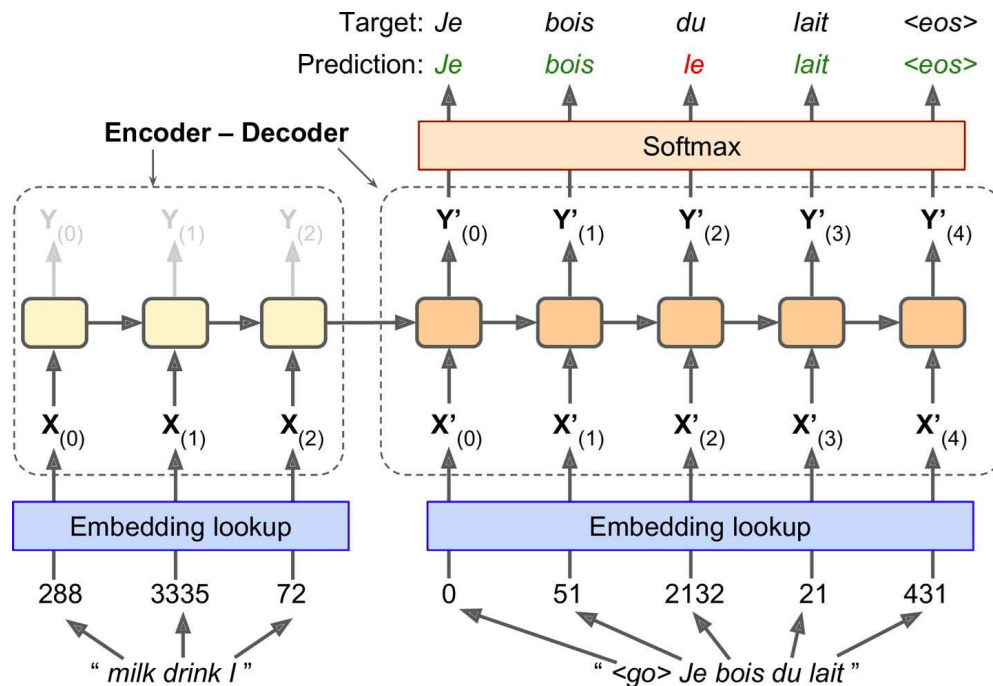 Target: Je bois du lait <eos>
Prediction: Je bois le lait <eos>
Encoder – Decoder
Softmax
Y(0) Y(1) Y(2) Y’(0) Y’(1) Y’(2) Y’(3) Y’(4)
X(0) X(1) X(2) X’(0) X’(1) X’(2) X’(3) X’(4)
Embedding lookup Embedding lookup
288 3335 72 0 51 2132 21 431
“ milk drink I ” “ <go> Je bois du lait ”